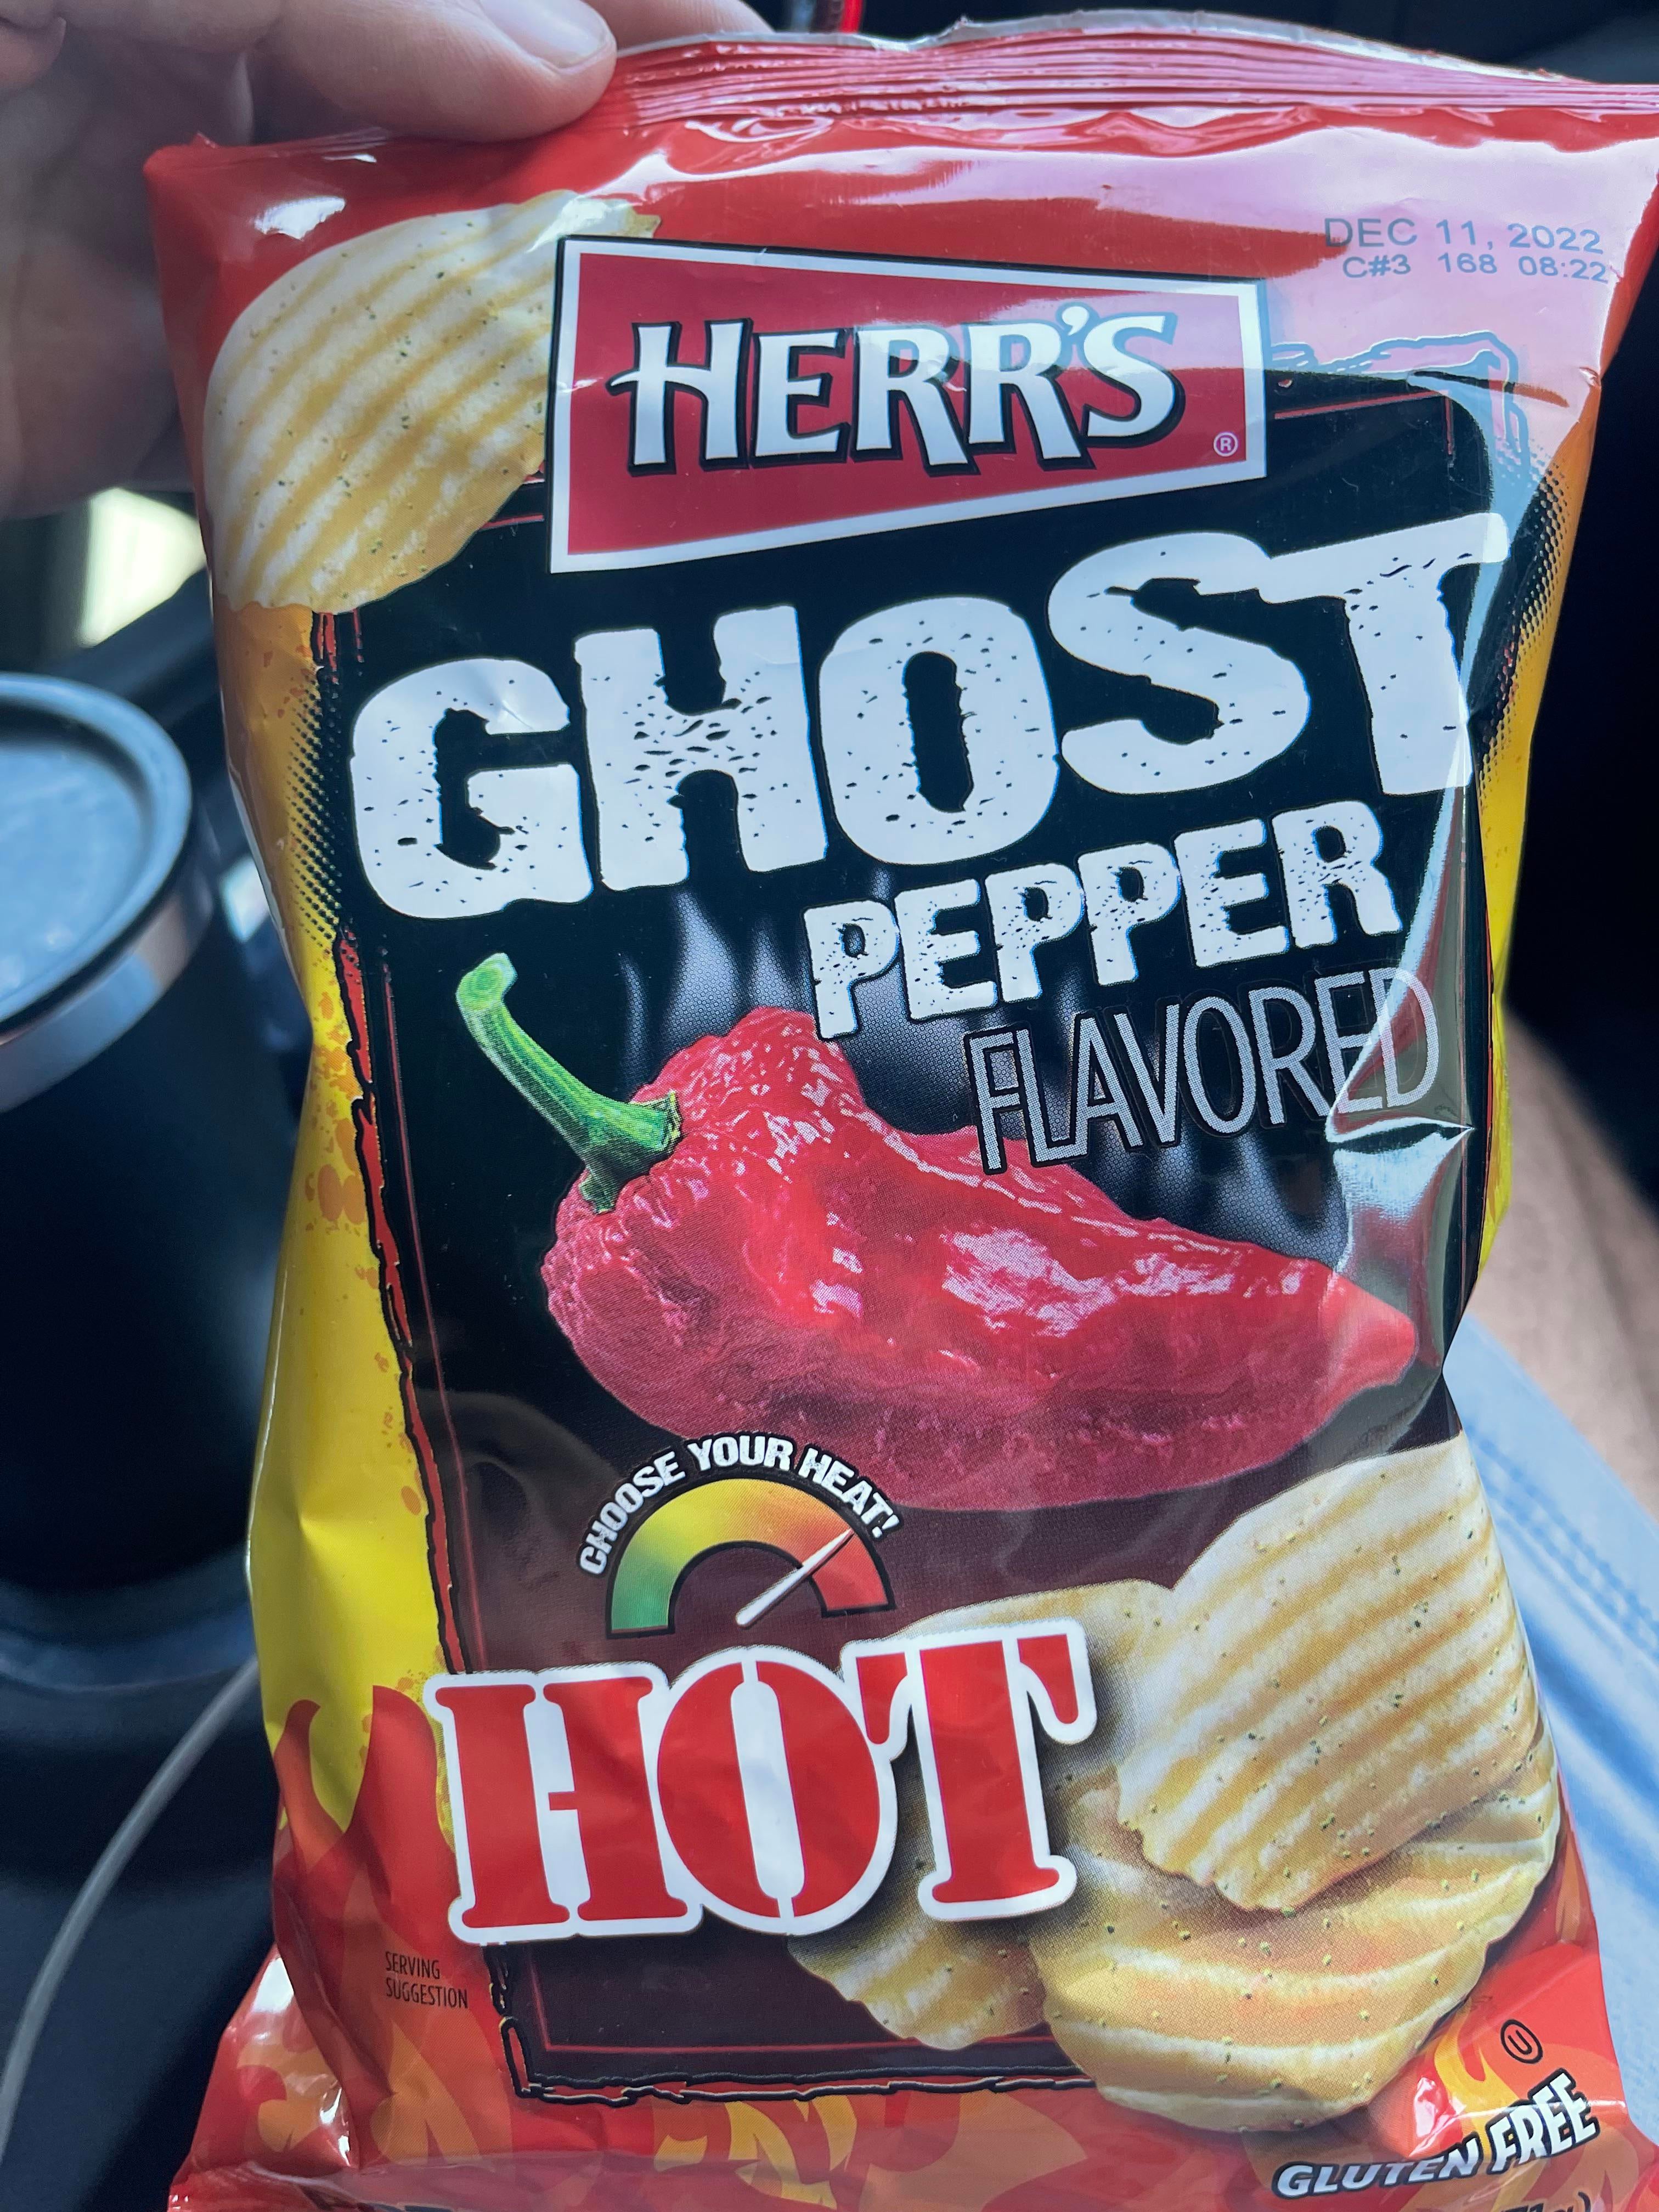 DEC 11, 2022
C#3 168 08:22
HERR'S®
GHOST
PEPPER
FLAVORED
CHOOSE YOUR HEAT!
HOT
SERVING
SUGGESTION
U
GLUTEN FREE